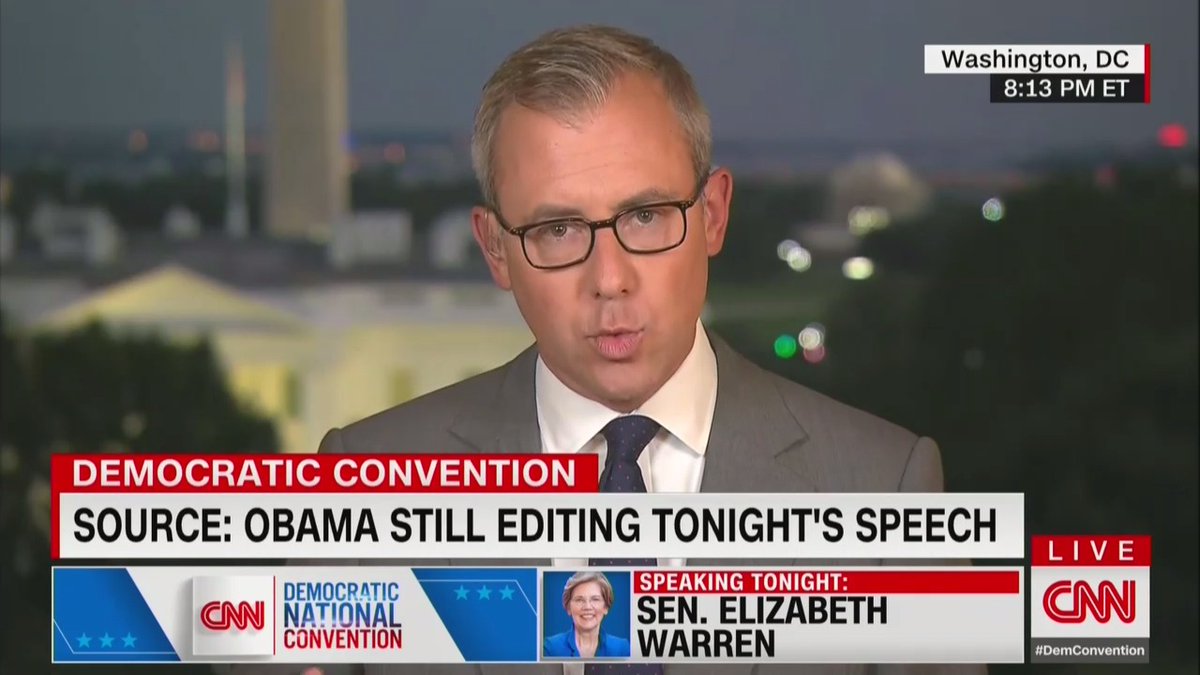 Washington, DC
8:13 PM ET
DEMOCRATIC CONVENTION
SOURCE: OBAMA STILL EDITING TONIGHT'S SPEECH
LIVE
CNN
#DemConvention
CNN
DEMOCRATIC
NATIONAL
CONVENTION
SPEAKING TONIGHT:
SEN. ELIZABETH
WARREN